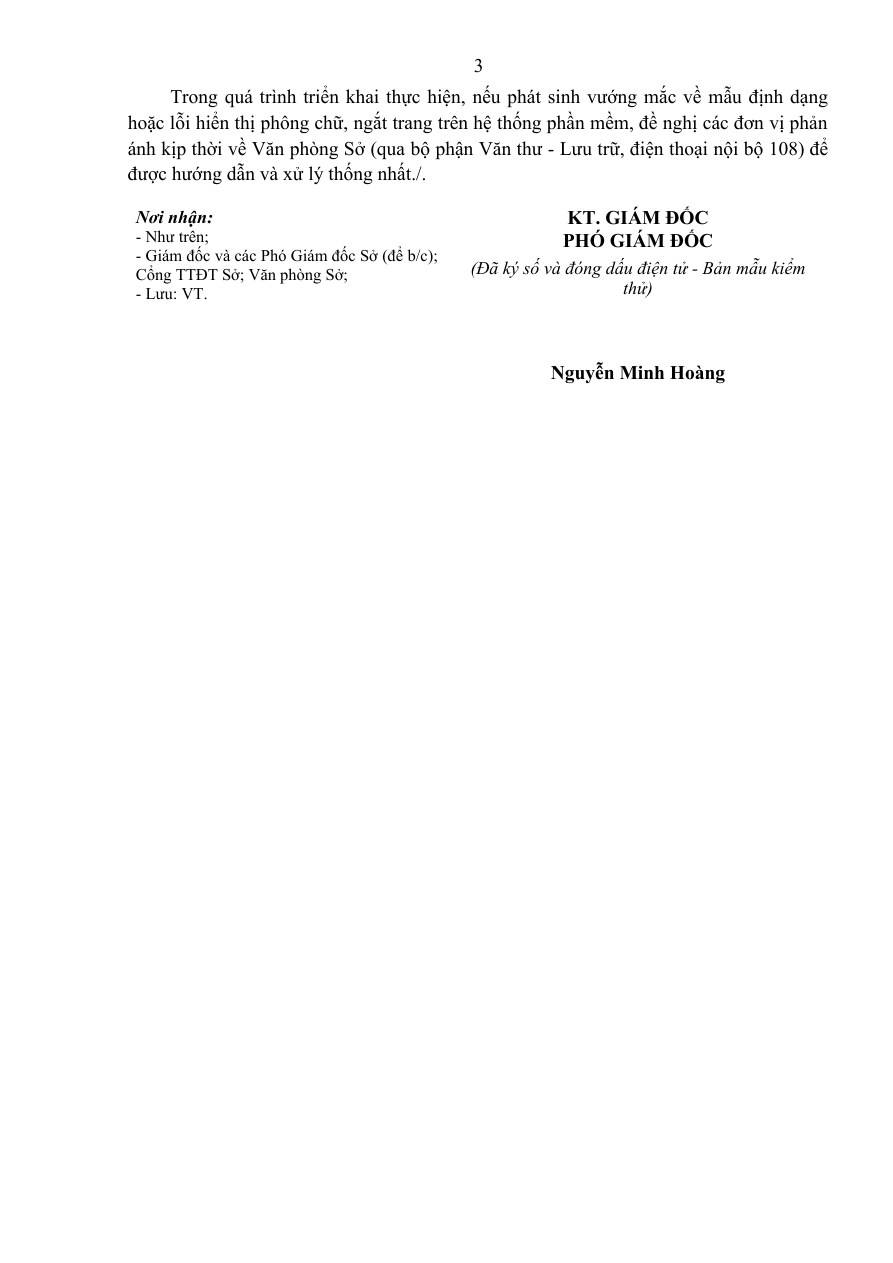 3
Trong quá trình triển khai thực hiện, nếu phát sinh vướng mắc về mẫu định dạng
hoặc lỗi hiển thị phông chữ, ngắt trang trên hệ thống phần mềm, đề nghị các đơn vị phản
ánh kịp thời về Văn phòng Sở (qua bộ phận Văn thư - Lưu trữ, điện thoại nội bộ 108) để
được hướng dẫn và xử lý thống nhất./.
Nơi nhận:
- Như trên;
- Giám đốc và các Phó Giám đốc Sở (để b/c);
Cổng TTĐT Sở; Văn phòng Sở;
- Lưu: VT.
KT. GIÁM ĐỐC
PHÓ GIÁM ĐỐC
(Đã ký số và đóng dấu điện tử - Bản mẫu kiểm
thử)
Nguyễn Minh Hoàng